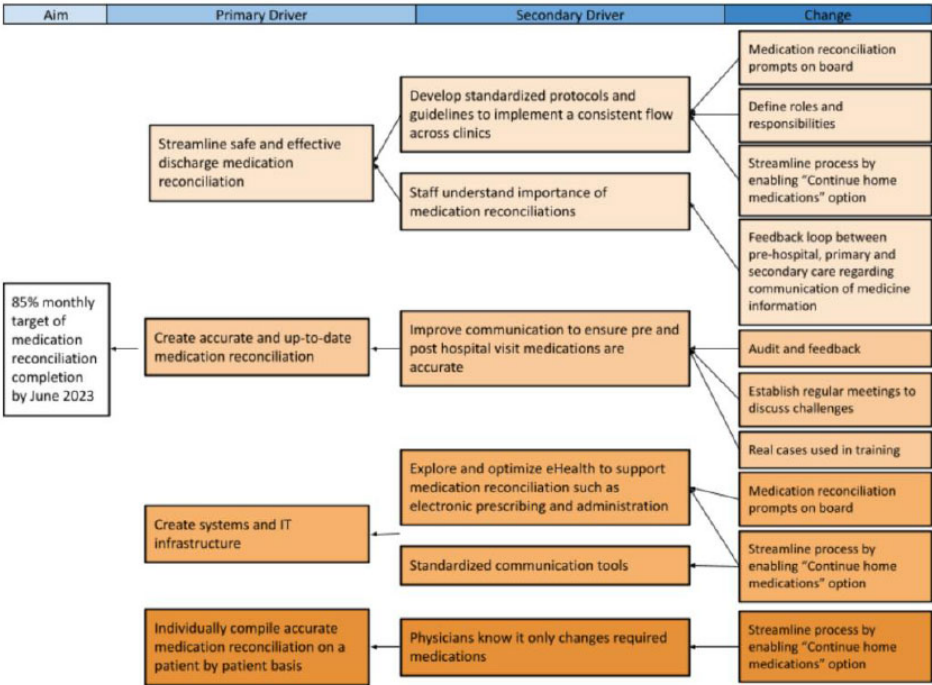 Aim
Primary Driver
Secondary Driver
Change
85% monthly
target of
medication
reconciliation
completion
by June 2023
Streamline safe and effective
discharge medication
reconciliation
Create accurate and up-to-date
medication reconciliation
Create systems and IT
infrastructure
Individually compile accurate
medication reconciliation on a
patient by patient basis
Develop standardized protocols and
guidelines to implement a consistent flow
across clinics
Staff understand importance of
medication reconciliations
Improve communication to ensure pre and
post hospital visit medications are
accurate
Explore and optimize eHealth to support
medication reconciliation such as
electronic prescribing and administration
Standardized communication tools
Physicians know it only changes required
medications
Medication reconciliation
prompts on board
Define roles and
responsibilities
Streamline process by
enabling “Continue home
medications” option
Feedback loop between
pre-hospital, primary and
secondary care regarding
communication of medicine
information
Audit and feedback
Establish regular meetings to
discuss challenges
Real cases used in training
Medication reconciliation
prompts on board
Streamline process by
enabling “Continue home
medications” option
Streamline process by
enabling “Continue home
medications” option